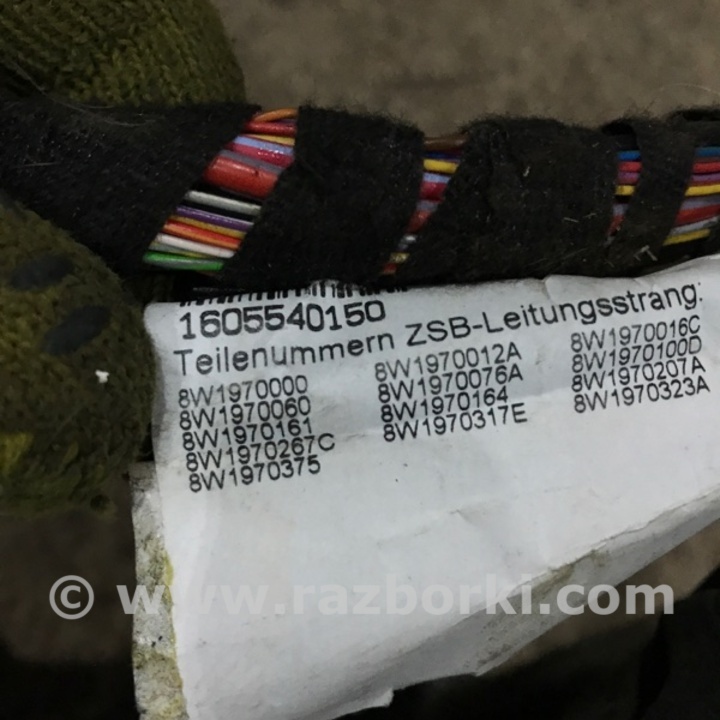 1605540150
Teilenummern ZSB-Leitungsstrang:
8W1970000 8W1970012A 8W1970016C
8W1970060 8W1970076A 8W1970100D
8W1970161 8W1970164 8W1970207A
8W1970267C 8W1970317E 8W1970323A
8W1970375
© www.razborki.com